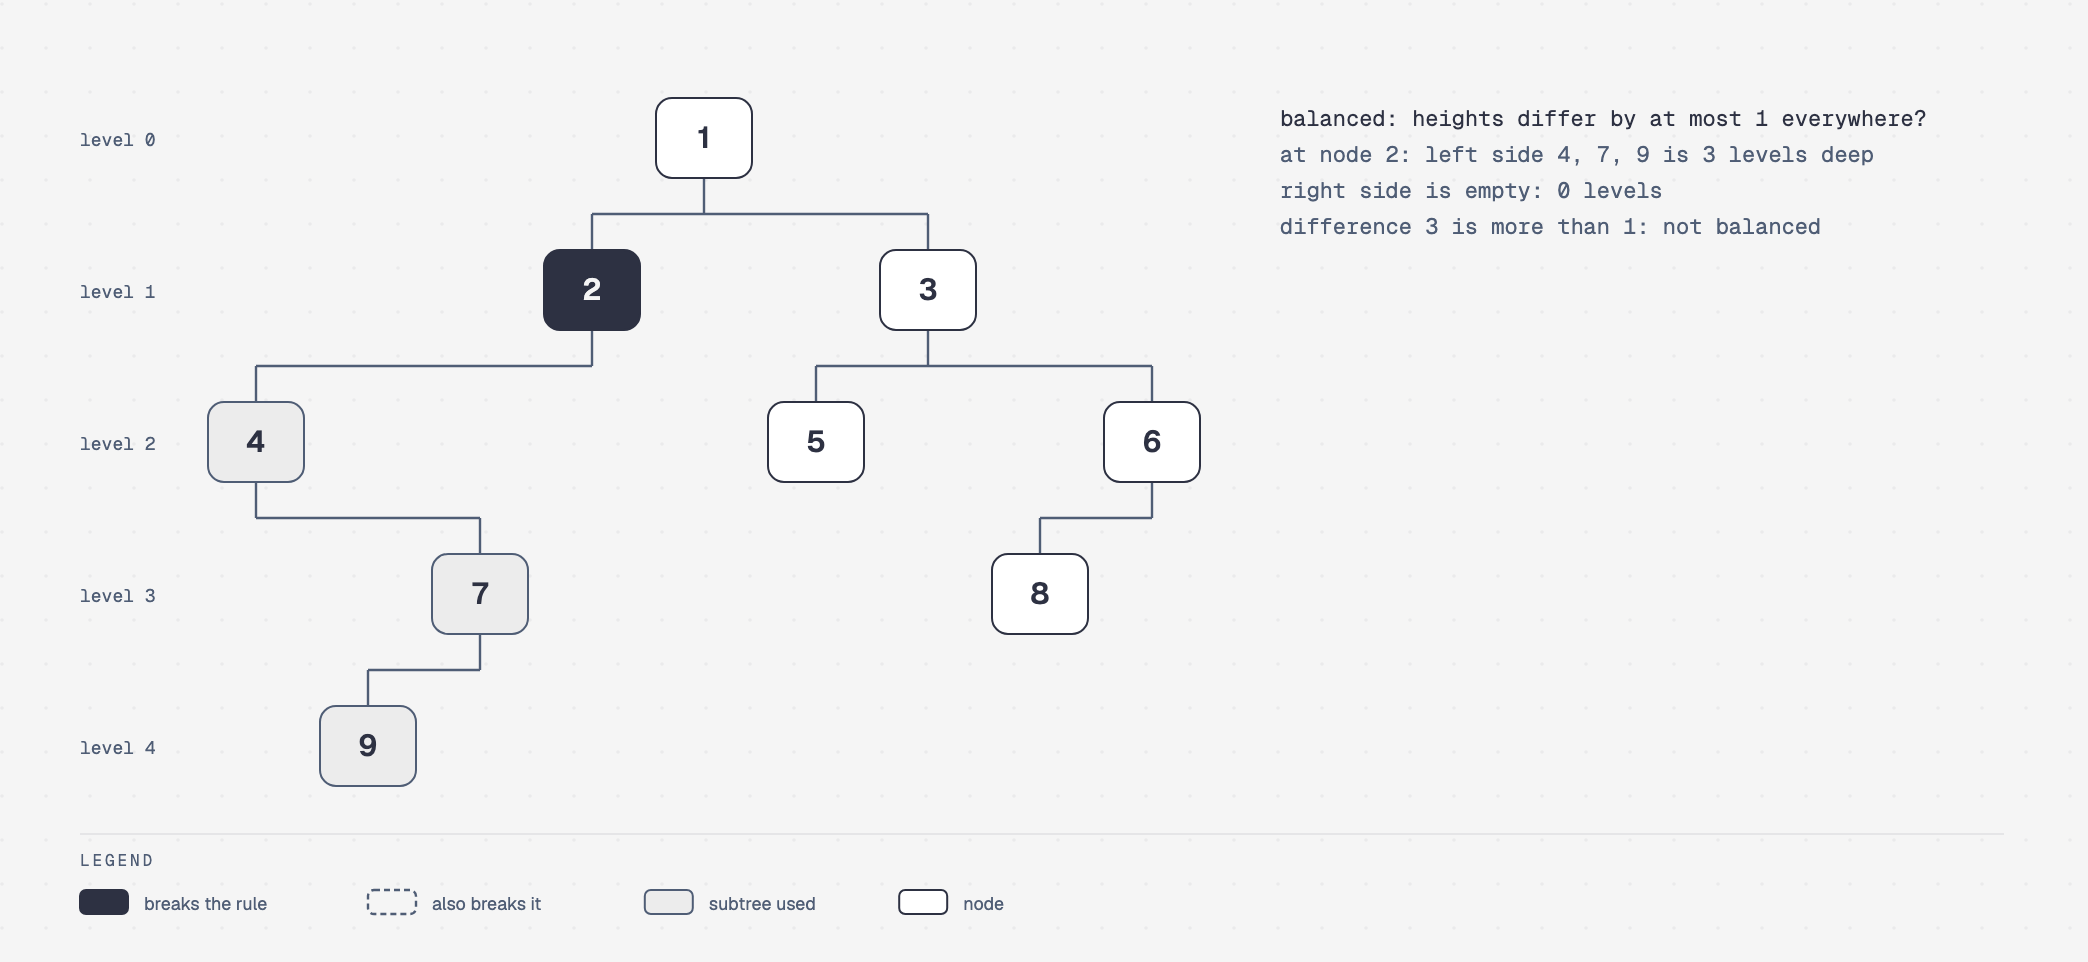 balanced: heights differ by at most 1 everywhere?
at node 2: left side 4, 7, 9 is 3 levels deep
right side is empty: 0 levels
difference 3 is more than 1: not balanced
level 0
1
level 1
2
3
level 2
4
5
6
level 3
7
8
level 4
9
LEGEND
breaks the rule
also breaks it
subtree used
node